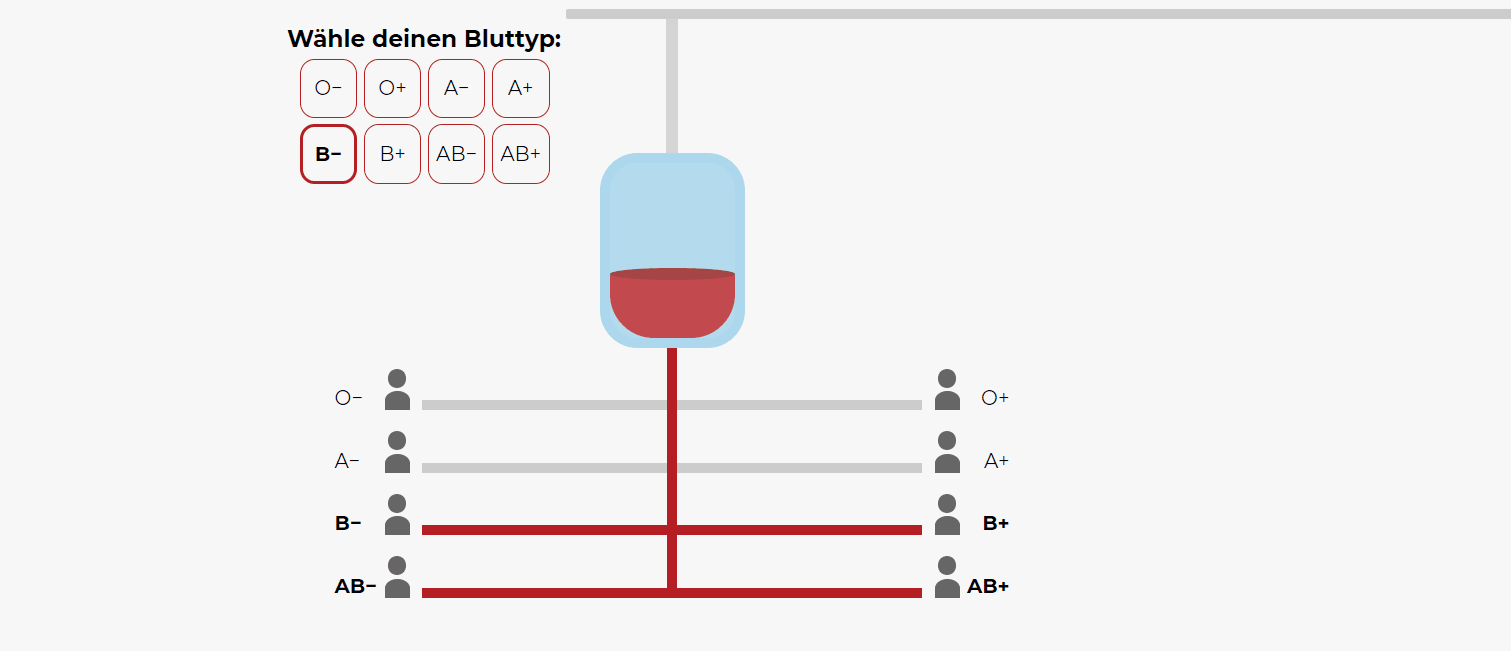 Wähle deinen Bluttyp:
O− O+ A− A+
B− B+ AB− AB+
O− O+
A− A+
B− B+
AB− AB+